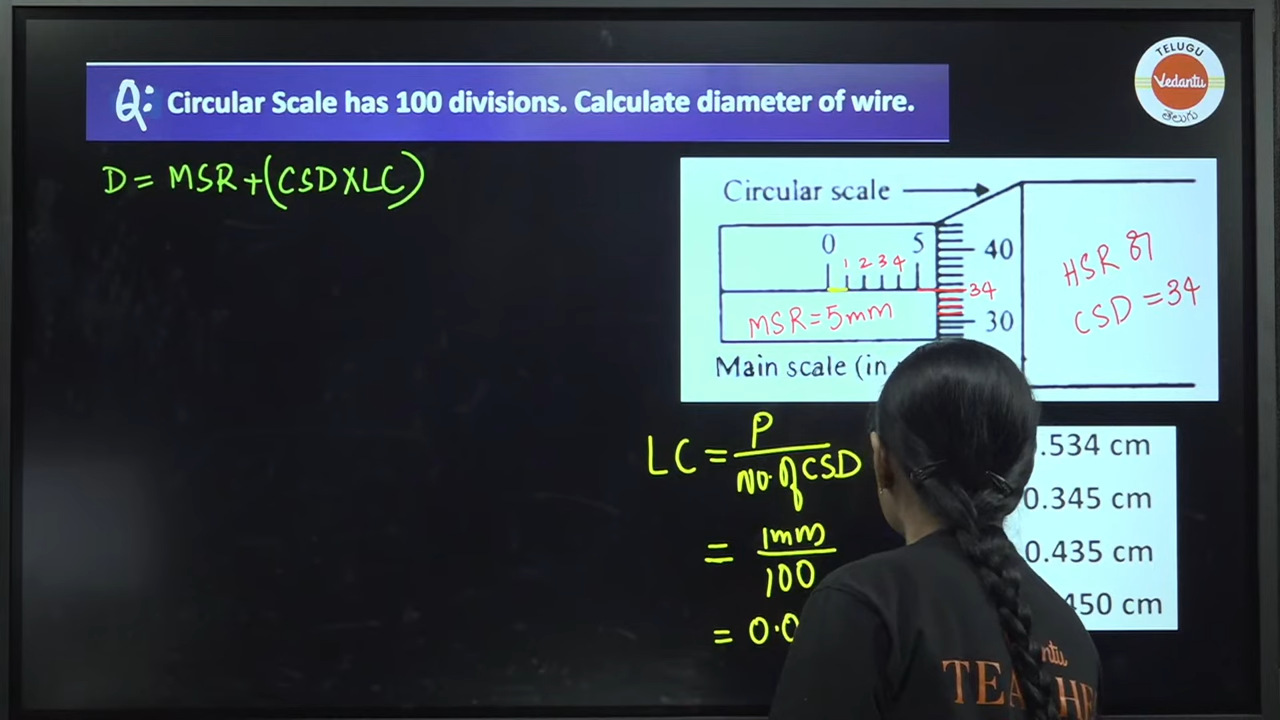 Q: Circular Scale has 100 divisions. Calculate diameter of wire.
TELUGU
Vedantu
తెలుగు
D = MSR + (CSD X LC)
Circular scale
0 5
1 2 3 4
40
34
30
MSR = 5mm
HSR
CSD = 34
Main scale (in
LC = P / No. of CSD
= 1mm / 100
= 0.0
.534 cm
0.345 cm
0.435 cm
450 cm
TEA HE